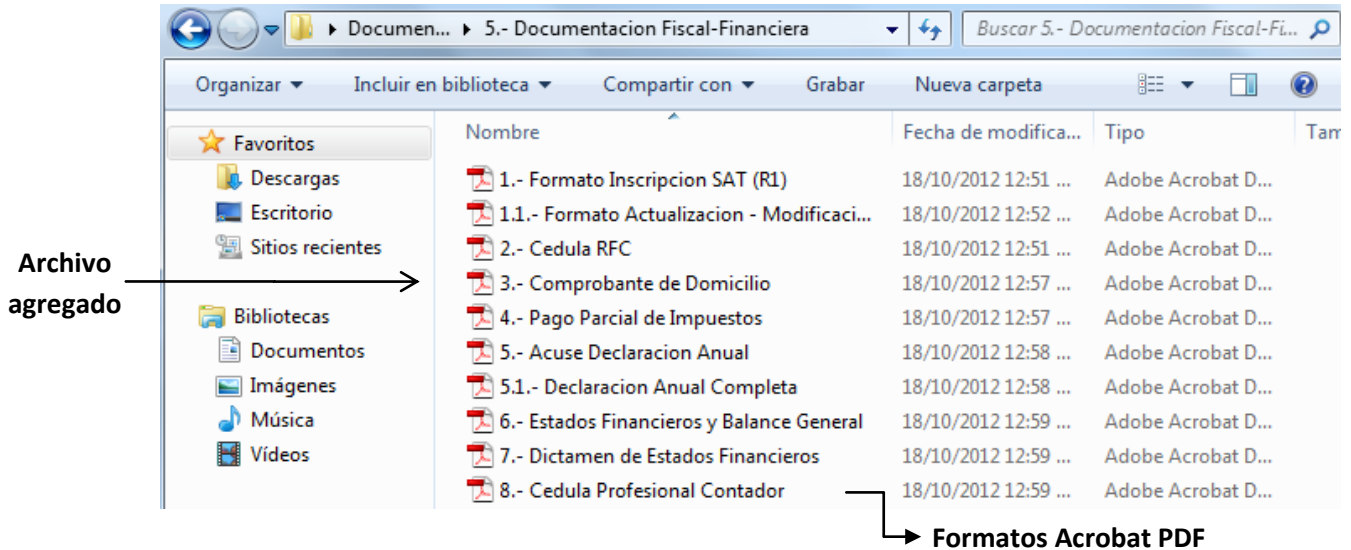 Documen... 5.- Documentacion Fiscal-Financiera Buscar 5.- Documentacion Fiscal-Fi...
Organizar Incluir en biblioteca Compartir con Grabar Nueva carpeta
Favoritos
Descargas
Escritorio
Sitios recientes
Bibliotecas
Documentos
Imágenes
Música
Vídeos
Nombre Fecha de modifica... Tipo Tam
1.- Formato Inscripcion SAT (R1) 18/10/2012 12:51 ... Adobe Acrobat D...
1.1.- Formato Actualizacion - Modificaci... 18/10/2012 12:52 ... Adobe Acrobat D...
2.- Cedula RFC 18/10/2012 12:51 ... Adobe Acrobat D...
3.- Comprobante de Domicilio 18/10/2012 12:57 ... Adobe Acrobat D...
4.- Pago Parcial de Impuestos 18/10/2012 12:57 ... Adobe Acrobat D...
5.- Acuse Declaracion Anual 18/10/2012 12:58 ... Adobe Acrobat D...
5.1.- Declaracion Anual Completa 18/10/2012 12:58 ... Adobe Acrobat D...
6.- Estados Financieros y Balance General 18/10/2012 12:59 ... Adobe Acrobat D...
7.- Dictamen de Estados Financieros 18/10/2012 12:59 ... Adobe Acrobat D...
8.- Cedula Profesional Contador 18/10/2012 12:59 ... Adobe Acrobat D...
Archivo
agregado
Formatos Acrobat PDF